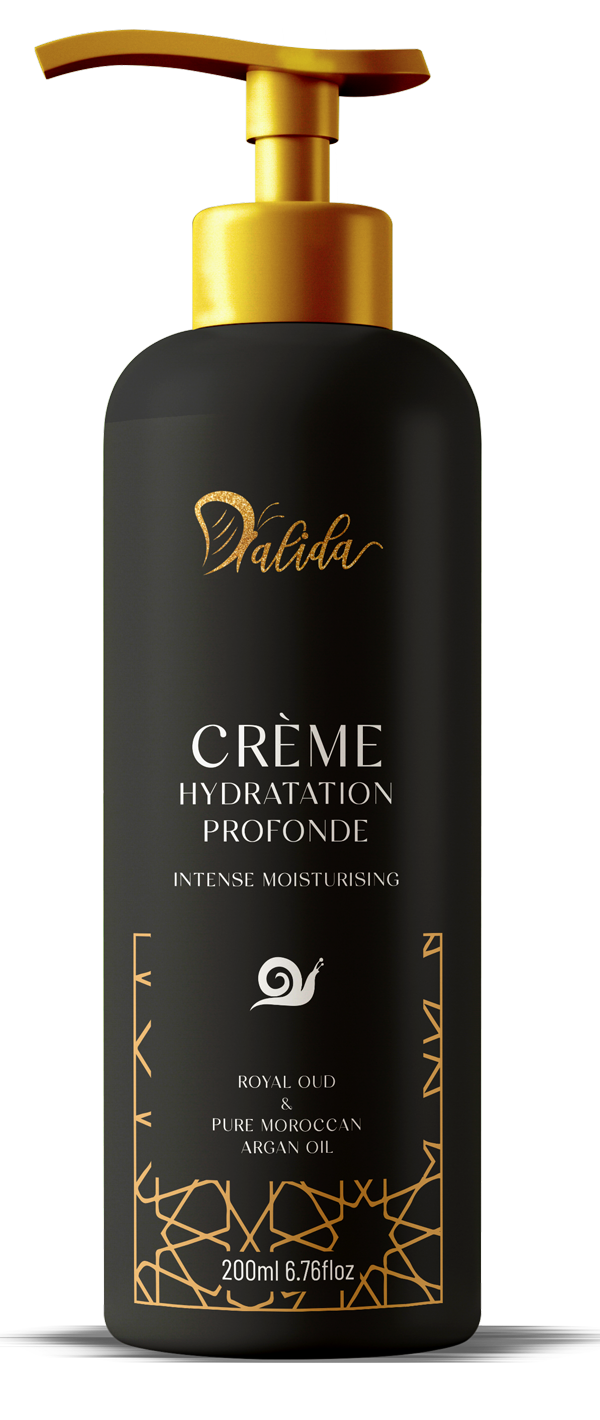 Dalida
CRÈME
HYDRATATION
PROFONDE
INTENSE MOISTURISING
ROYAL OUD
&
PURE MOROCCAN
ARGAN OIL
200ml 6.76floz